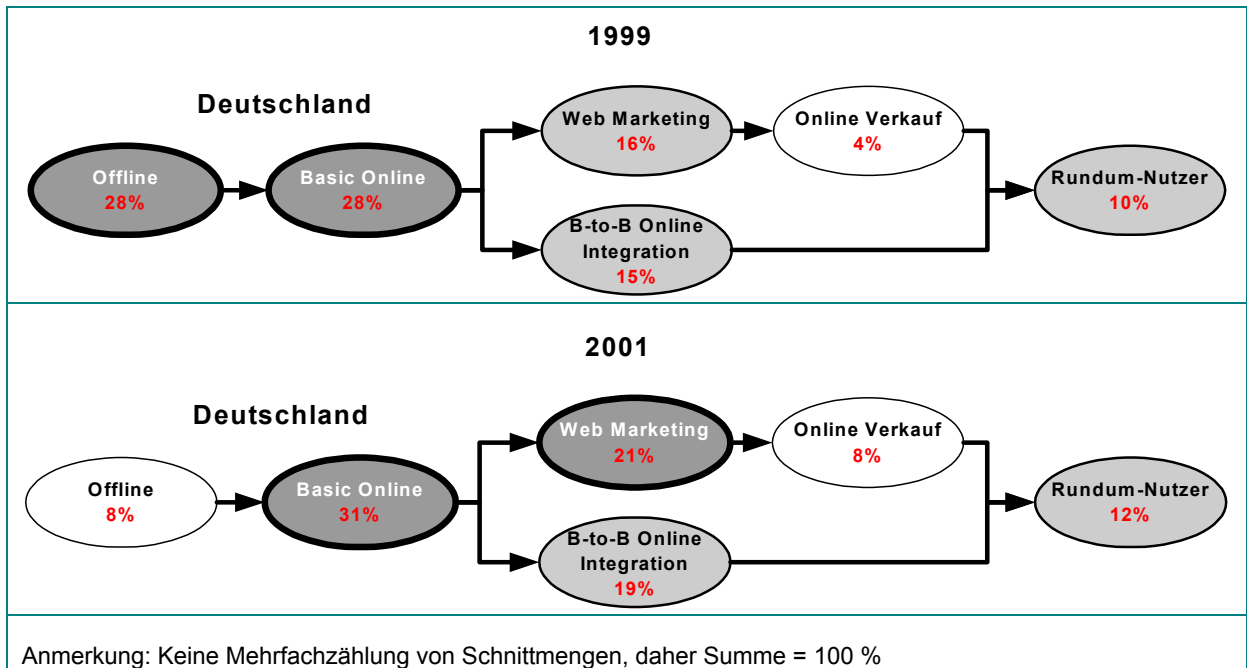 1999
Deutschland
Offline
28%
Basic Online
28%
Web Marketing
16%
Online Verkauf
4%
B-to-B Online
Integration
15%
Rundum-Nutzer
10%
2001
Deutschland
Offline
8%
Basic Online
31%
Web Marketing
21%
Online Verkauf
8%
B-to-B Online
Integration
19%
Rundum-Nutzer
12%
Anmerkung: Keine Mehrfachzählung von Schnittmengen, daher Summe = 100 %